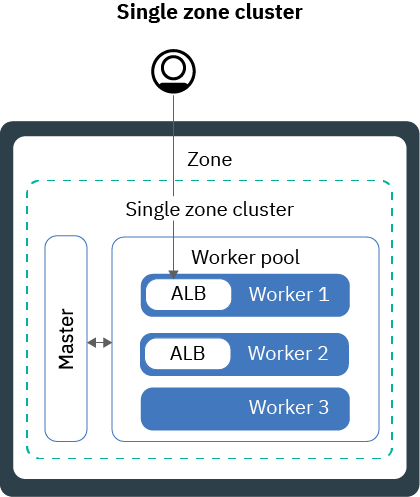 Single zone cluster
Zone
Single zone cluster
Worker pool
Master
ALB Worker 1
ALB Worker 2
Worker 3